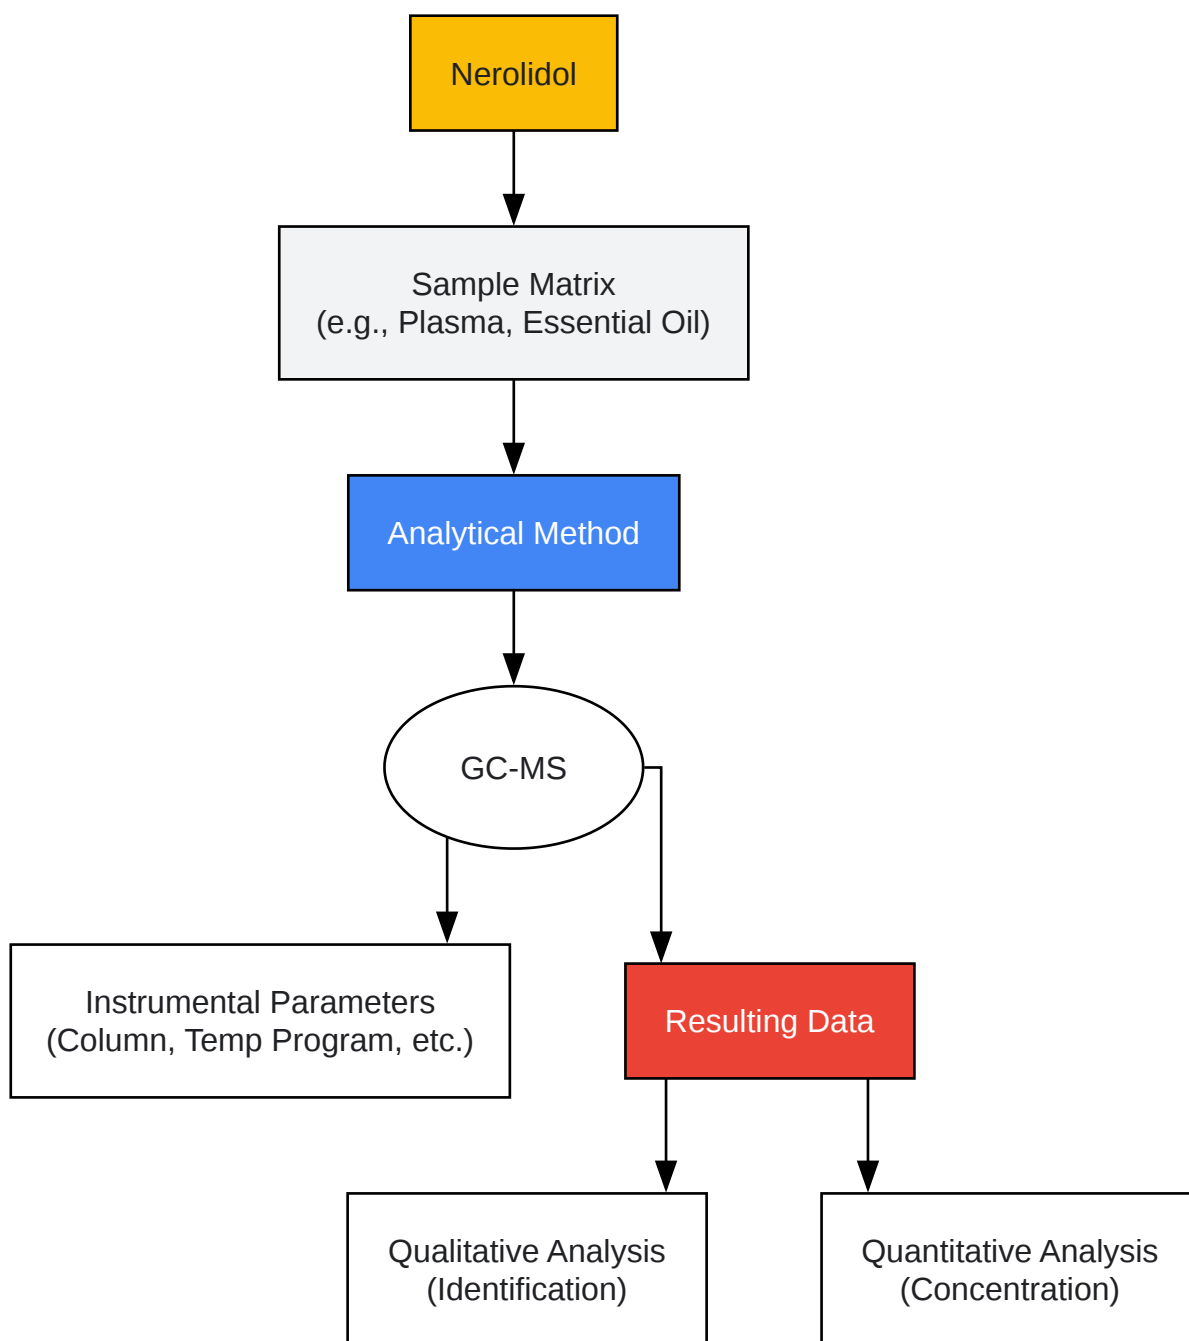 Nerolidol
Sample Matrix
(e.g., Plasma, Essential Oil)
Analytical Method
GC-MS
Instrumental Parameters
(Column, Temp Program, etc.)
Resulting Data
Qualitative Analysis
(Identification)
Quantitative Analysis
(Concentration)